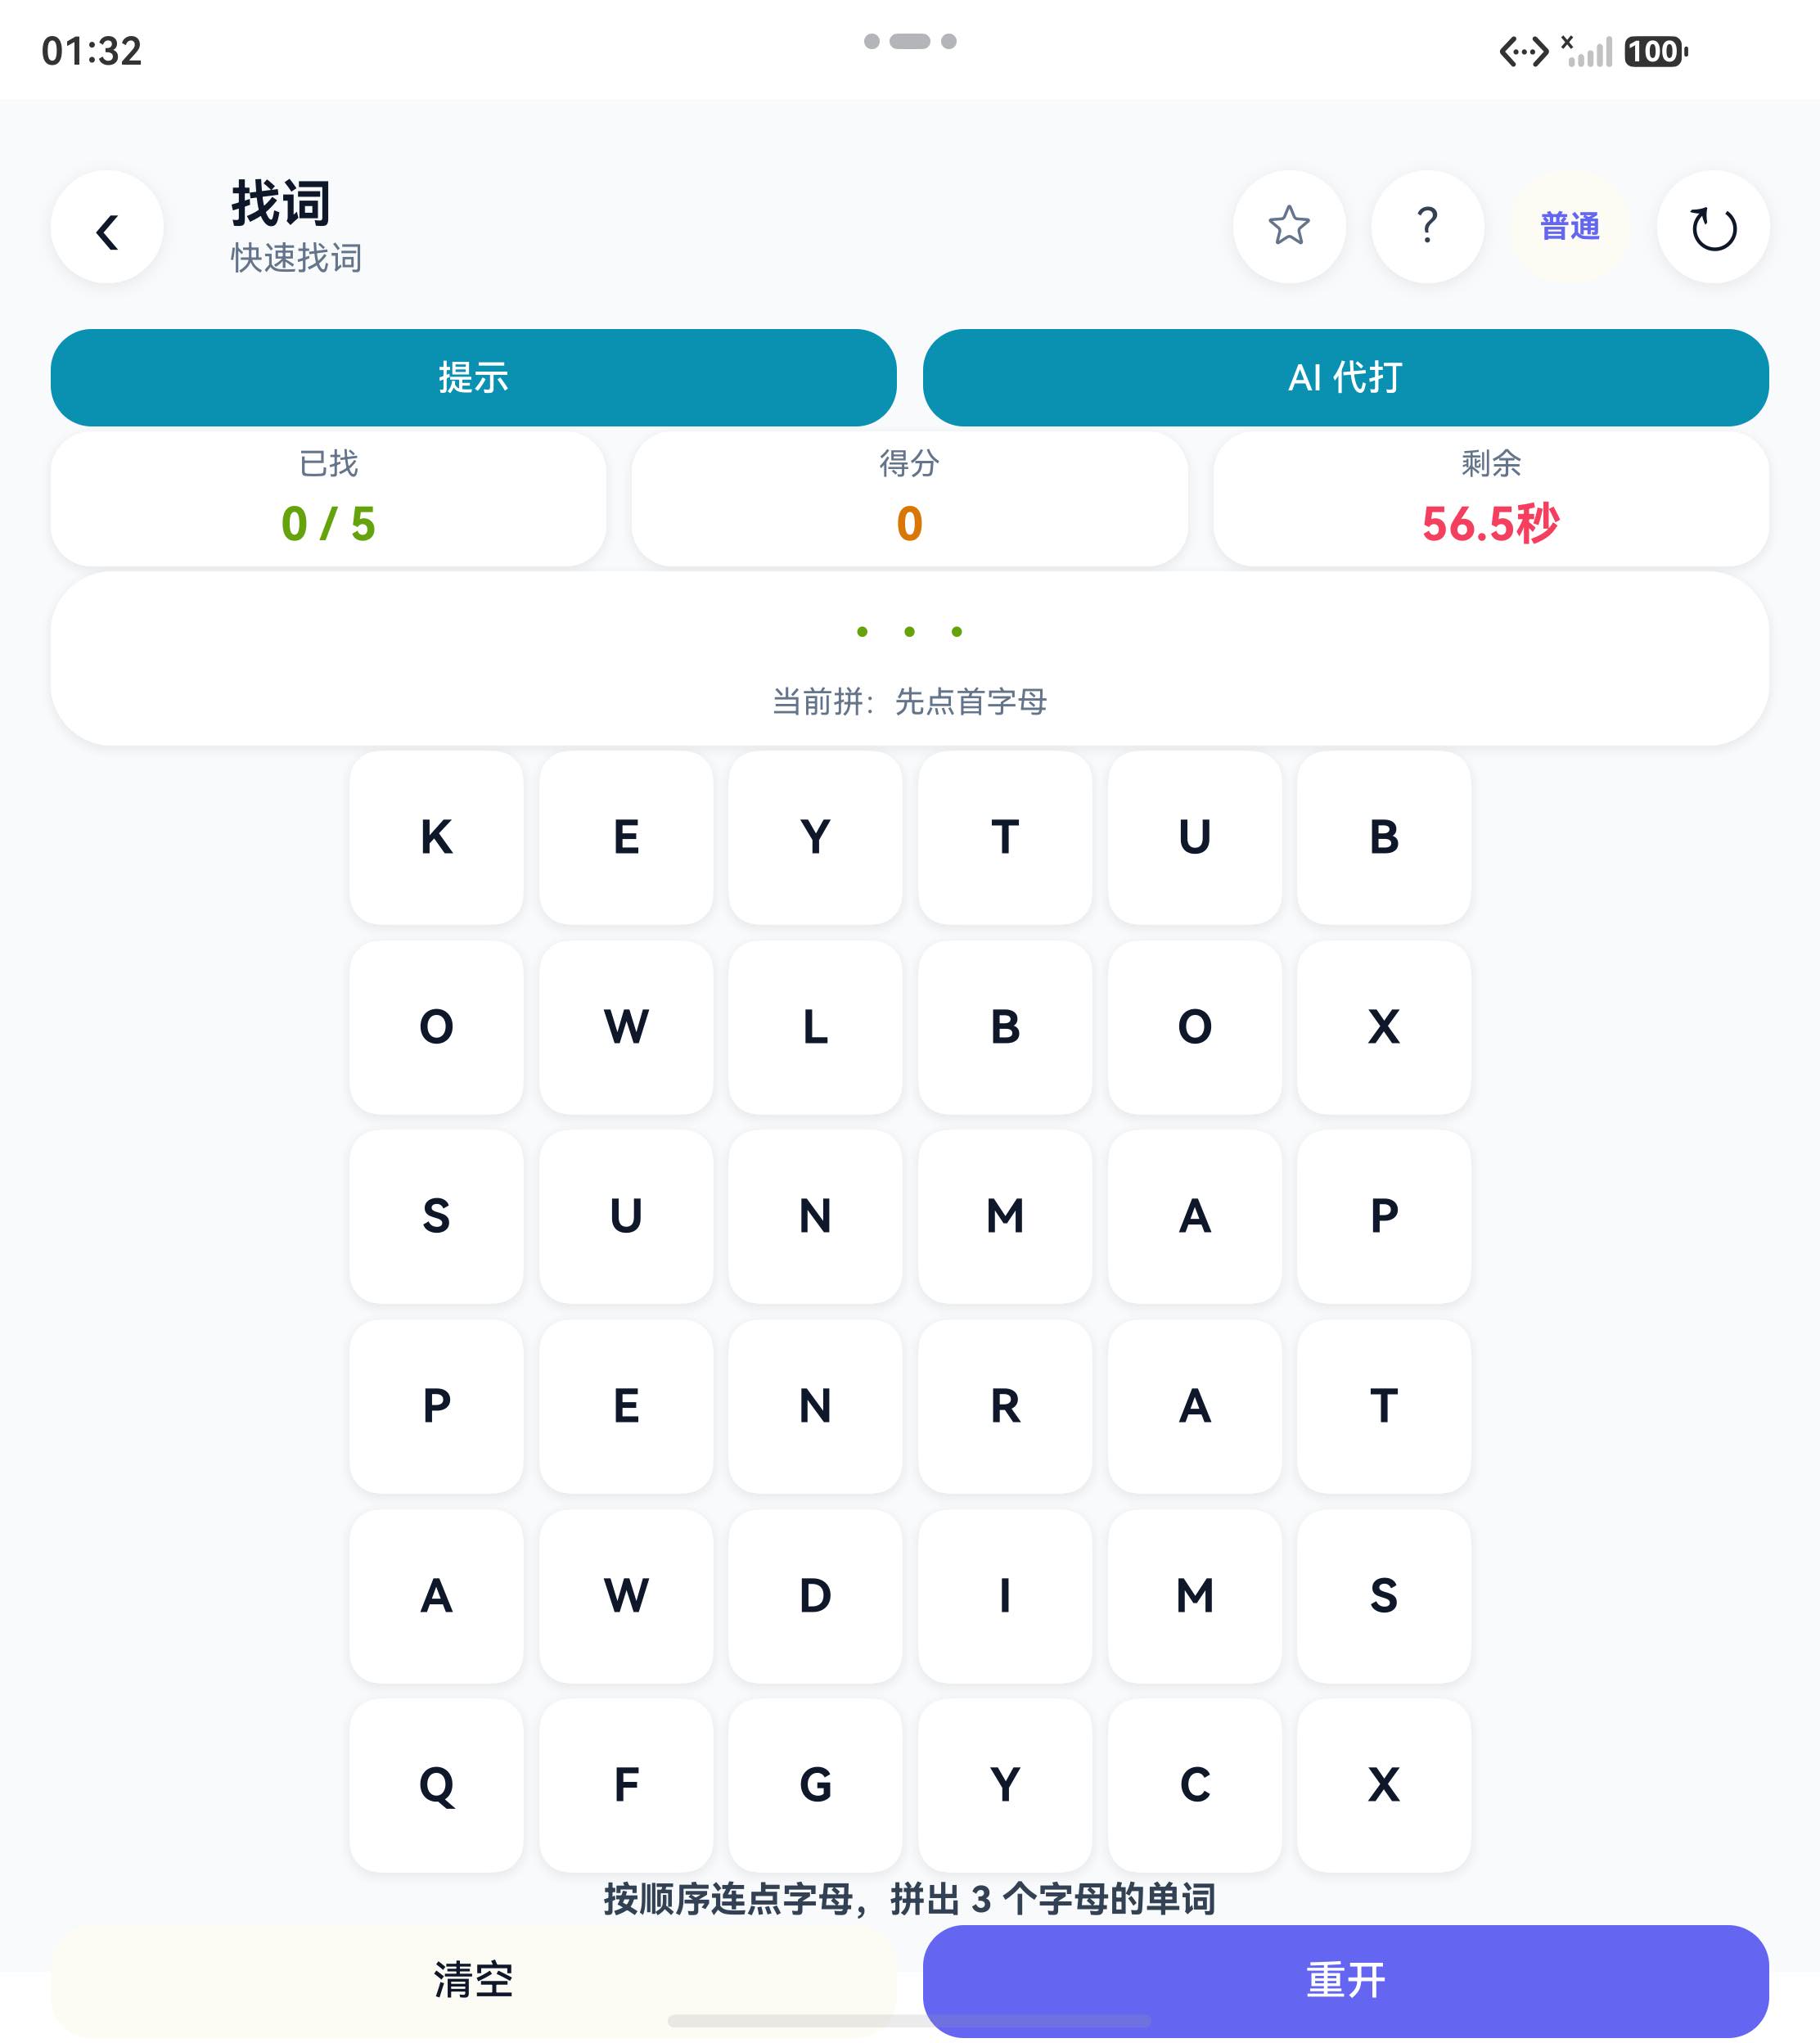 01:32
100
找词
快速找词
?
普通
提示
AI 代打
已找
得分
剩余
0 / 5
0
56.5秒
当前拼：先点首字母
K E Y T U B
O W L B O X
S U N M A P
P E N R A T
A W D I M S
Q F G Y C X
按顺序连点字母，拼出 3 个字母的单词
清空
重开